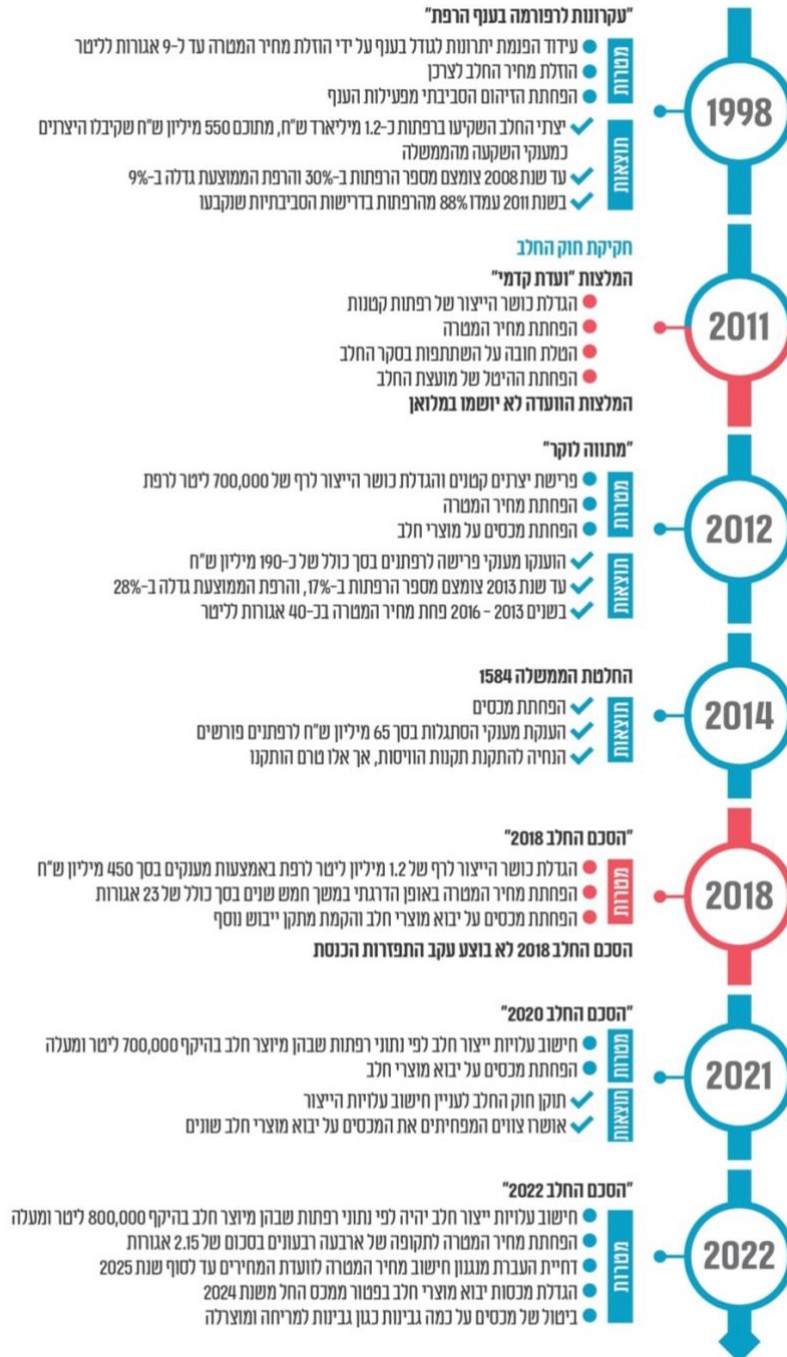 1998
"עקרונות לרפורמה בענף הרפת"
מטרות
עידוד הפנמת יתרונות לגודל בענף על ידי הוזלת מחיר המטרה עד ל-9 אגורות לליטר
הוזלת מחיר החלב לצרכן
הפחתת הזיהום הסביבתי מפעילות הענף
תוצאות
יצרני החלב השקיעו ברפתות כ-1.2 מיליארד ש"ח, מתוכם 550 מיליון ש"ח שקיבלו היצרנים
כמענקי השקעה מהממשלה
עד שנת 2008 צומצם מספר הרפתות ב-30% והרפת הממוצעת גדלה ב-9%
בשנת 2011 עמדו 88% מהרפתות בדרישות הסביבתיות שנקבעו
2011
חקיקת חוק החלב
המלצות "ועדת קדמי"
הגדלת כושר הייצור של רפתות קטנות
הפחתת מחיר המטרה
הטלת חובה על השתתפות בסקר החלב
הפחתת ההיטל של מועצת החלב
המלצות הוועדה לא יושמו במלואן
2012
"מתווה לוקר"
מטרות
פרישת יצרנים קטנים והגדלת כושר הייצור לרף של 700,000 ליטר לרפת
הפחתת מחיר המטרה
הפחתת מכסים על מוצרי חלב
תוצאות
הוענקו מענקי פרישה לרפתנים בסך כולל של כ-190 מיליון ש"ח
עד שנת 2013 צומצם מספר הרפתות ב-17%, והרפת הממוצעת גדלה ב-28%
בשנים 2013 - 2016 פחת מחיר המטרה בכ-40 אגורות לליטר
2014
החלטת הממשלה 1584
תוצאות
הפחתת מכסים
הענקת מענקי הסתגלות בסך 65 מיליון ש"ח לרפתנים פורשים
הנחיה להתקנת תקנות הוויסות, אך אלו טרם הותקנו
2018
"הסכם החלב 2018"
מטרות
הגדלת כושר הייצור לרף של 1.2 מיליון ליטר לרפת באמצעות מענקים בסך 450 מיליון ש"ח
הפחתת מחיר המטרה באופן הדרגתי במשך חמש שנים בסך כולל של 23 אגורות
הפחתת מכסים על יבוא מוצרי חלב והקמת מתקן ייבוש נוסף
הסכם החלב 2018 לא בוצע עקב התפזרות הכנסת
2021
"הסכם החלב 2020"
מטרות
חישוב עלויות ייצור חלב לפי נתוני רפתות שבהן מיוצר חלב בהיקף 700,000 ליטר ומעלה
הפחתת מכסים על יבוא מוצרי חלב
תוצאות
תוקן חוק החלב לעניין חישוב עלויות הייצור
אושרו צווים המפחיתים את המכסים על יבוא מוצרי חלב שונים
2022
"הסכם החלב 2022"
מטרות
חישוב עלויות ייצור חלב יהיה לפי נתוני רפתות שבהן מיוצר חלב בהיקף 800,000 ליטר ומעלה
הפחתת מחיר המטרה לתקופה של ארבעה רבעונים בסכום של 2.15 אגורות
דחיית העברת מנגנון חישוב מחיר המטרה לוועדת המחירים עד לסוף שנת 2025
הגדלת מכסות יבוא מוצרי חלב בפטור ממכס החל משנת 2024
ביטול של מכסים על כמה גבינות כגון גבינות למריחה ומוצרלה